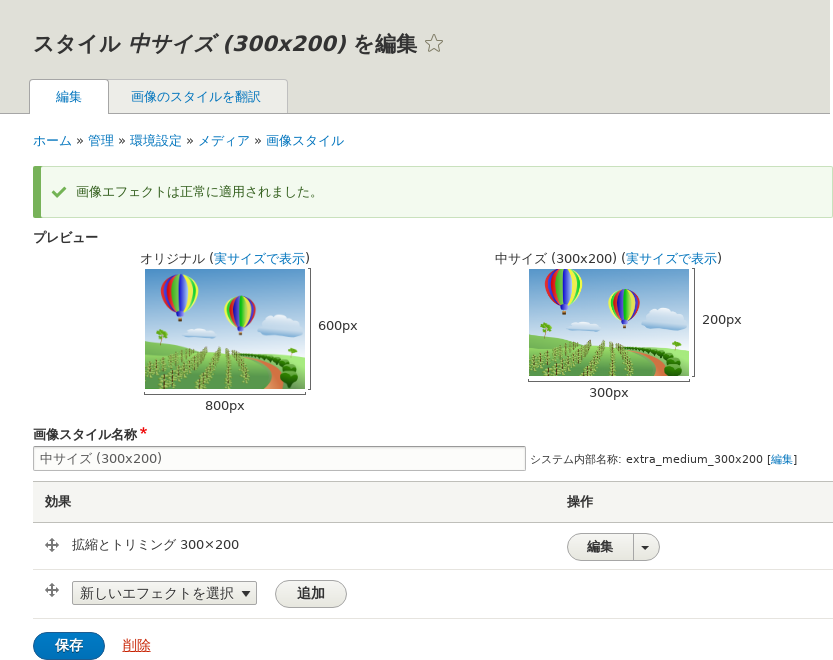 スタイル 中サイズ (300x200) を編集
編集 画像のスタイルを翻訳
ホーム » 管理 » 環境設定 » メディア » 画像スタイル
画像エフェクトは正常に適用されました。
プレビュー
オリジナル (実サイズで表示) 中サイズ (300x200) (実サイズで表示)
600px 200px
800px 300px
画像スタイル名称*
中サイズ (300x200) システム内部名称: extra_medium_300x200 [編集]
効果 操作
拡縮とトリミング 300×200 編集
新しいエフェクトを選択 追加
保存 削除